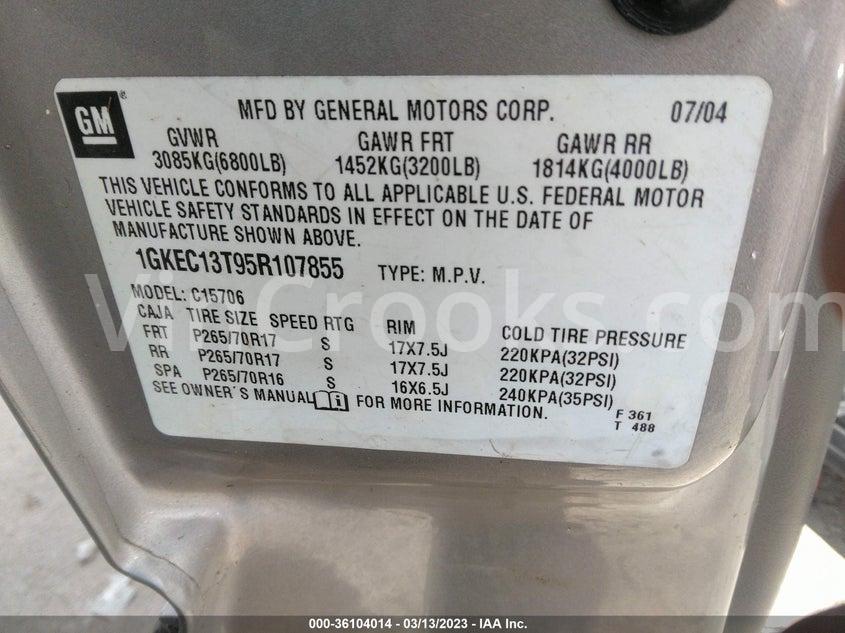 GM
MFD BY GENERAL MOTORS CORP. 07/04
GVWR GAWR FRT GAWR RR
3085KG(6800LB) 1452KG(3200LB) 1814KG(4000LB)
THIS VEHICLE CONFORMS TO ALL APPLICABLE U.S. FEDERAL MOTOR
VEHICLE SAFETY STANDARDS IN EFFECT ON THE DATE OF
MANUFACTURE SHOWN ABOVE.
1GKEC13T95R107855 TYPE: M.P.V.
MODEL: C15706
CAJA TIRE SIZE SPEED RTG RIM COLD TIRE PRESSURE
FRT P265/70R17 S 17X7.5J 220KPA(32PSI)
RR P265/70R17 S 17X7.5J 220KPA(32PSI)
SPA P265/70R16 S 16X6.5J 240KPA(35PSI)
SEE OWNER'S MANUAL FOR MORE INFORMATION.
F 361
T 488
VinCrooks.com
000-36104014 - 03/13/2023 - IAA Inc.